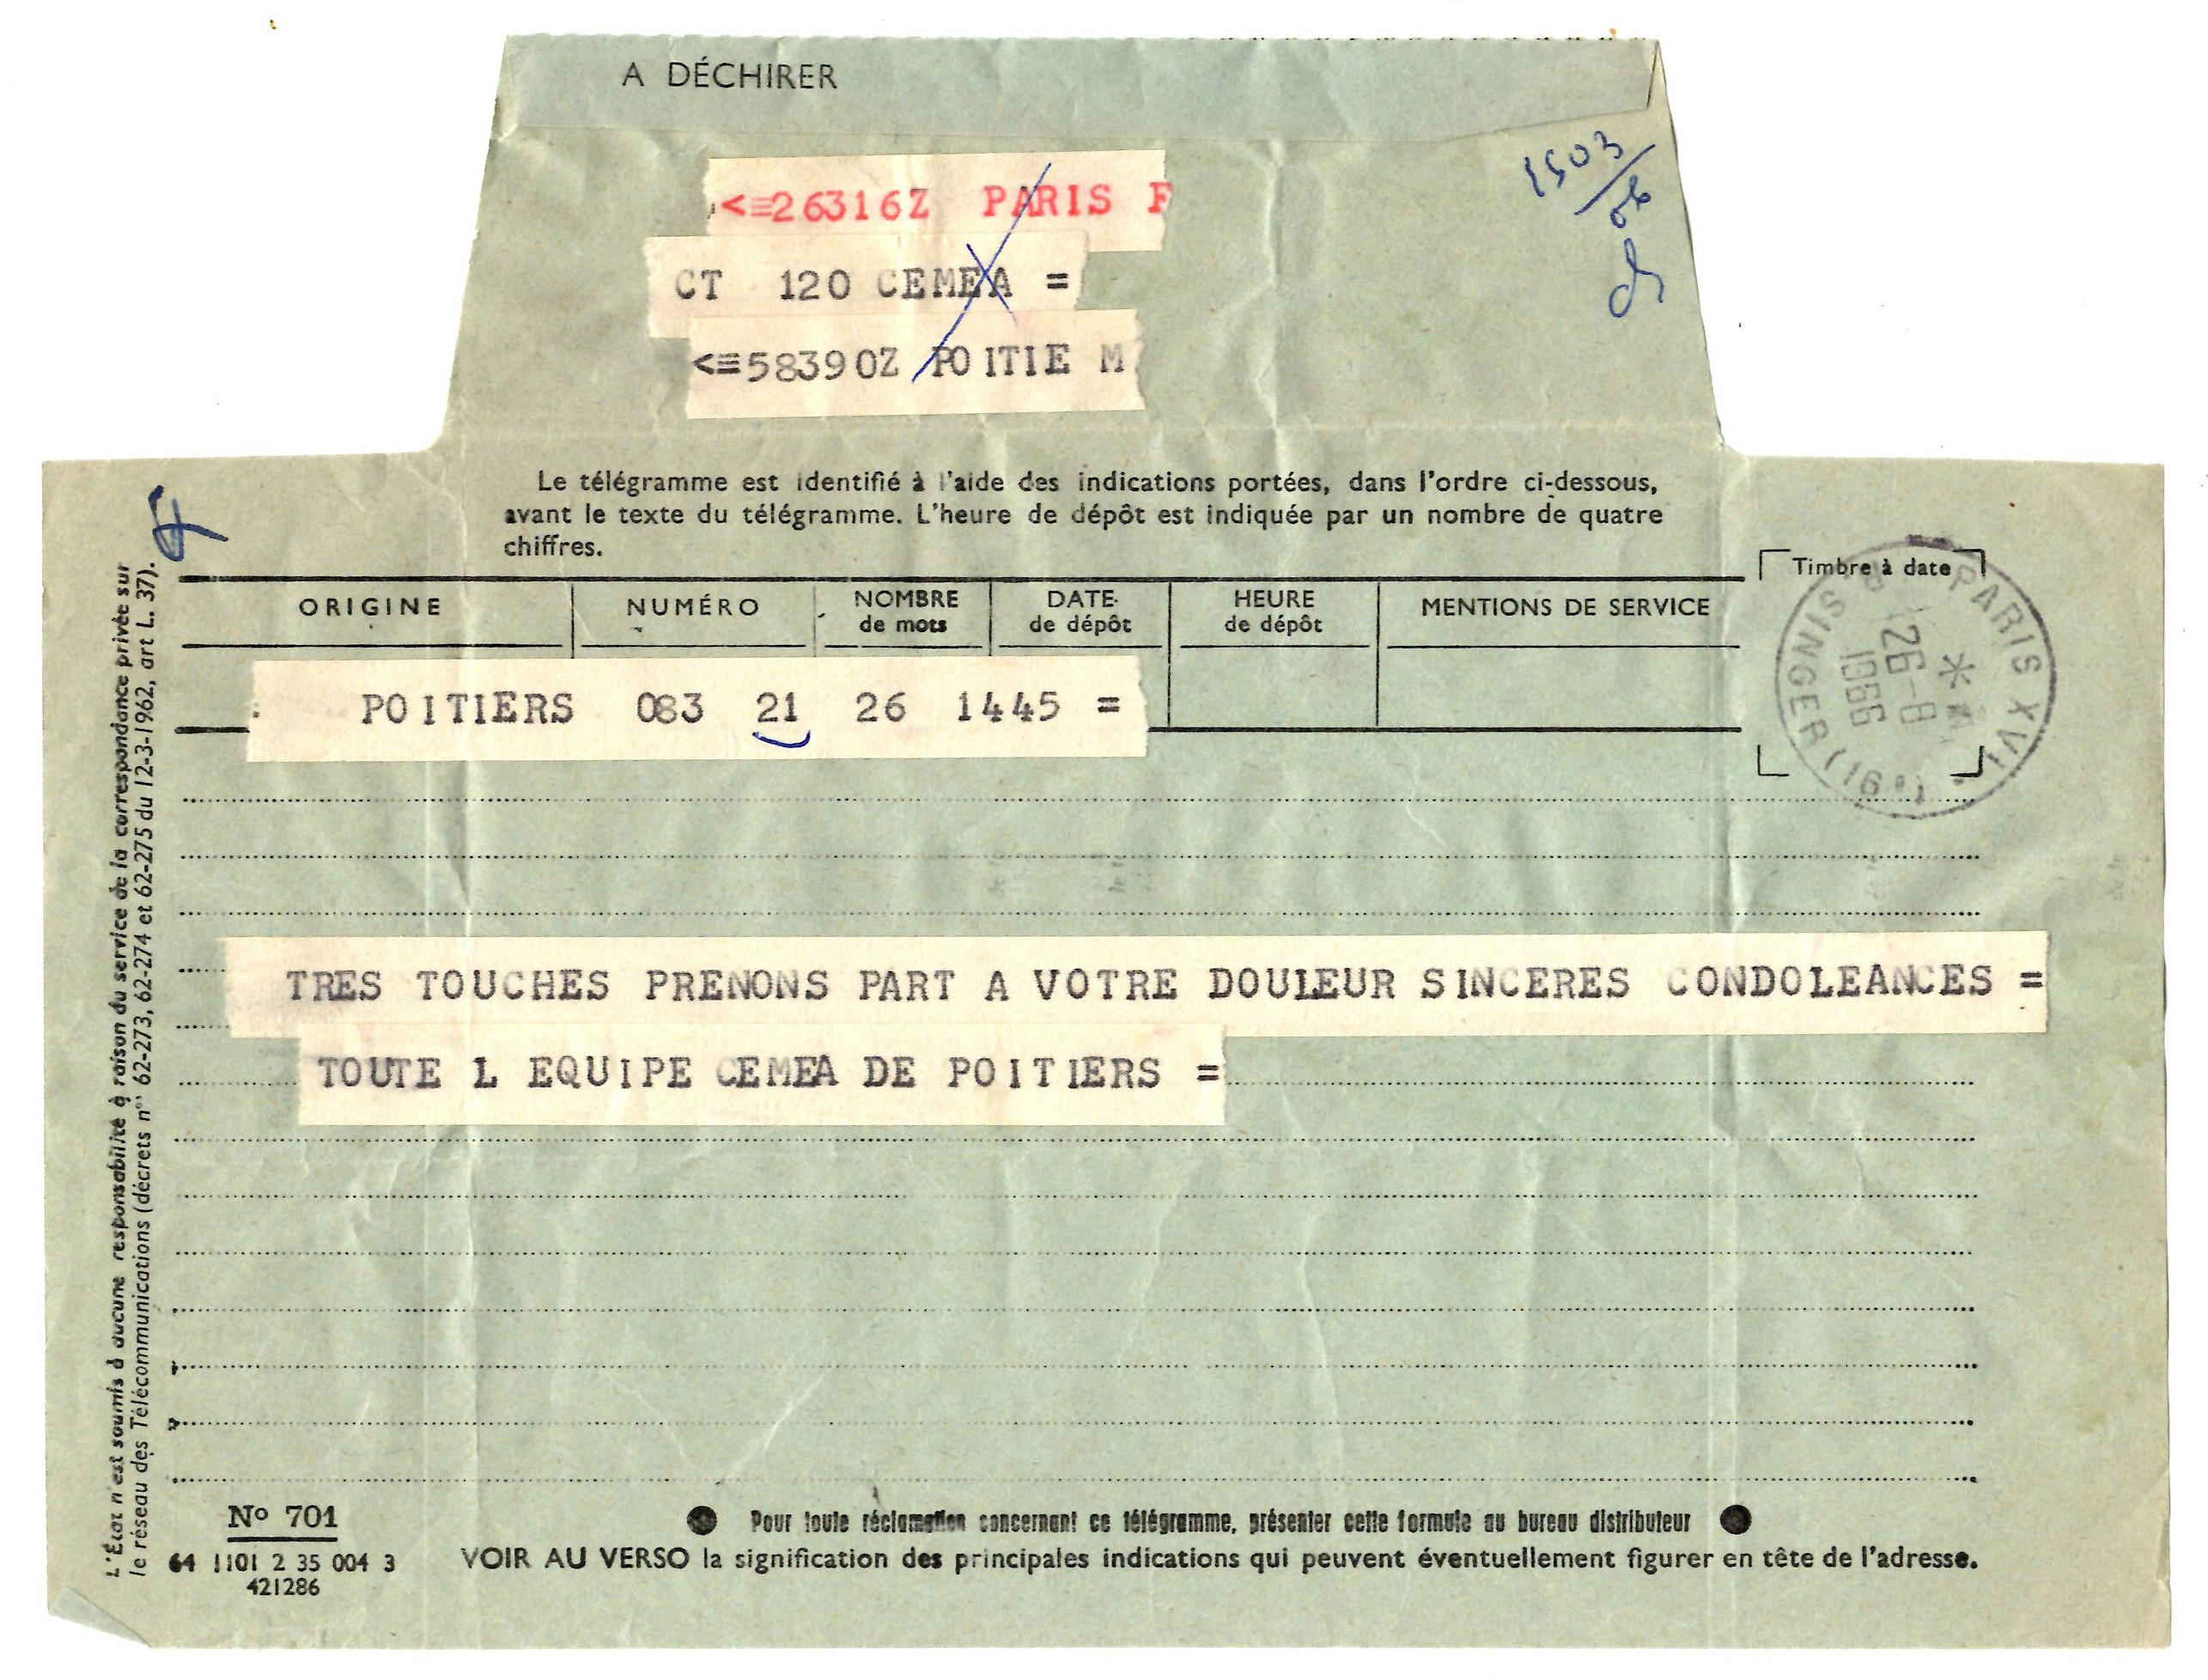 A DÉCHIRER
<≡26316Z PARIS F
CT 120 CEMEA =
<≡58390Z POITIE M
1503
Le télégramme est identifié à l'aide des indications portées, dans l'ordre ci-dessous,
avant le texte du télégramme. L'heure de dépôt est indiquée par un nombre de quatre
chiffres.
ORIGINE NUMÉRO NOMBRE de mots DATE de dépôt HEURE de dépôt MENTIONS DE SERVICE
Timbre à date
PARIS XVI
SINGER (16e)
26-8
1966
POITIERS 083 21 26 1445 =
TRES TOUCHES PRENONS PART A VOTRE DOULEUR SINCERES CONDOLEANCES =
TOUTE L EQUIPE CEMEA DE POITIERS =
L'État n'est soumis à aucune responsabilité à raison du service de la correspondance privée sur
le réseau des Télécommunications (décrets nos 62-273, 62-274 et 62-275 du 12-3-1962, art L. 37).
No 701
64 1101 2 35 004 3
421286
● Pour toute réclamation concernant ce télégramme, présenter cette formule au bureau distributeur ●
VOIR AU VERSO la signification des principales indications qui peuvent éventuellement figurer en tête de l'adresse.